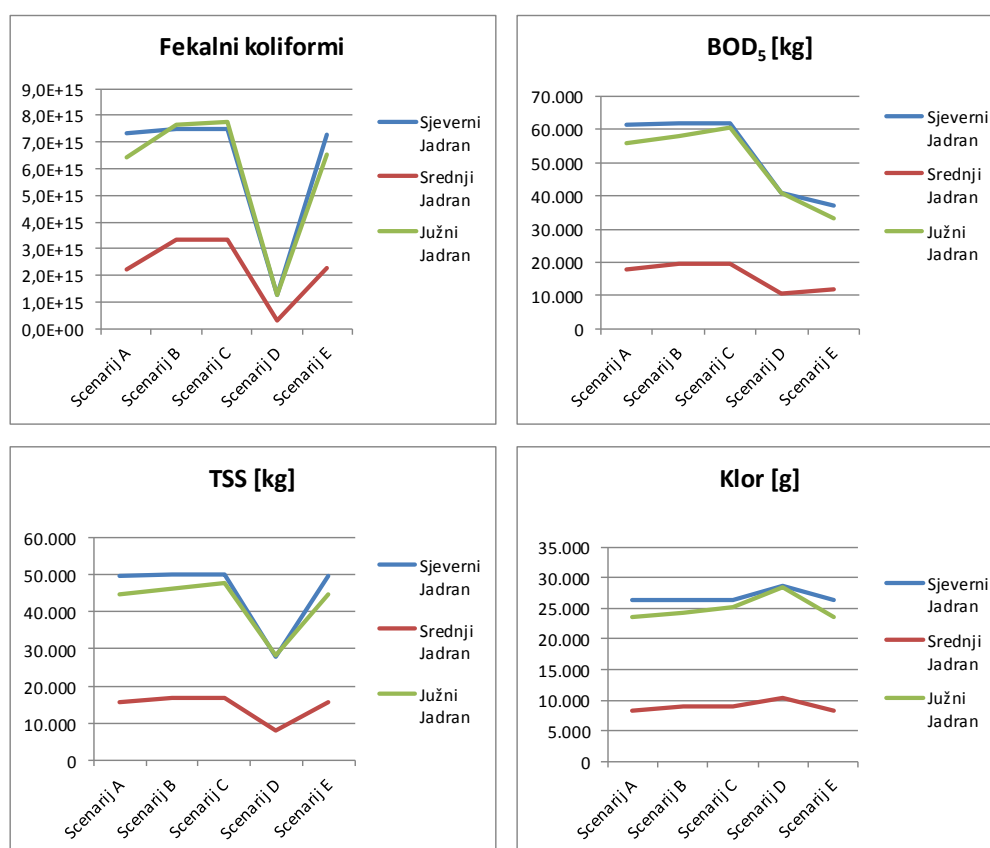 Fekalni koliformi
9,0E+15
8,0E+15
7,0E+15
6,0E+15
5,0E+15
4,0E+15
3,0E+15
2,0E+15
1,0E+15
0,0E+00
Scenarij A
Scenarij B
Scenarij C
Scenarij D
Scenarij E
Sjeverni
Jadran
Srednji
Jadran
Južni
Jadran
BOD₅ [kg]
70.000
60.000
50.000
40.000
30.000
20.000
10.000
0
Scenarij A
Scenarij B
Scenarij C
Scenarij D
Scenarij E
Sjeverni
Jadran
Srednji
Jadran
Južni
Jadran
TSS [kg]
60.000
50.000
40.000
30.000
20.000
10.000
0
Scenarij A
Scenarij B
Scenarij C
Scenarij D
Scenarij E
Sjeverni
Jadran
Srednji
Jadran
Južni
Jadran
Klor [g]
35.000
30.000
25.000
20.000
15.000
10.000
5.000
0
Scenarij A
Scenarij B
Scenarij C
Scenarij D
Scenarij E
Sjeverni
Jadran
Srednji
Jadran
Južni
Jadran